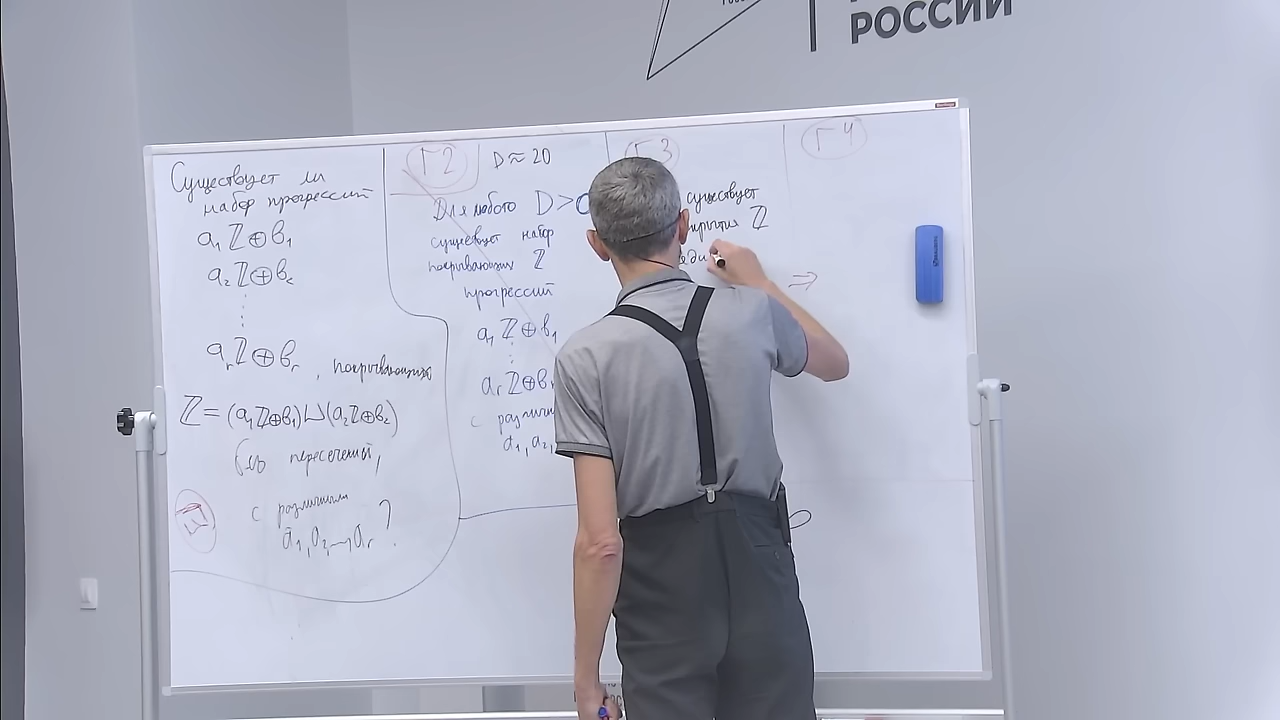 РОССИИ
Существует ли
набор прогрессий
a₁ℤ⊕b₁
a₂ℤ⊕b₂
⋮
aᵣℤ⊕bᵣ, покрывающих
ℤ=(a₁ℤ⊕b₁)⊔(a₂ℤ⊕b₂)
без пересечений,
с различными
a₁,a₂,…,aᵣ?
Г2
D≈20
Для любого D>0
существует набор
покрывающих ℤ
прогрессий
a₁ℤ⊕b₁
⋮
aᵣℤ⊕bᵣ
с различ
a₁,a₂,
Г3
существует
ℤ
⇒
Г4